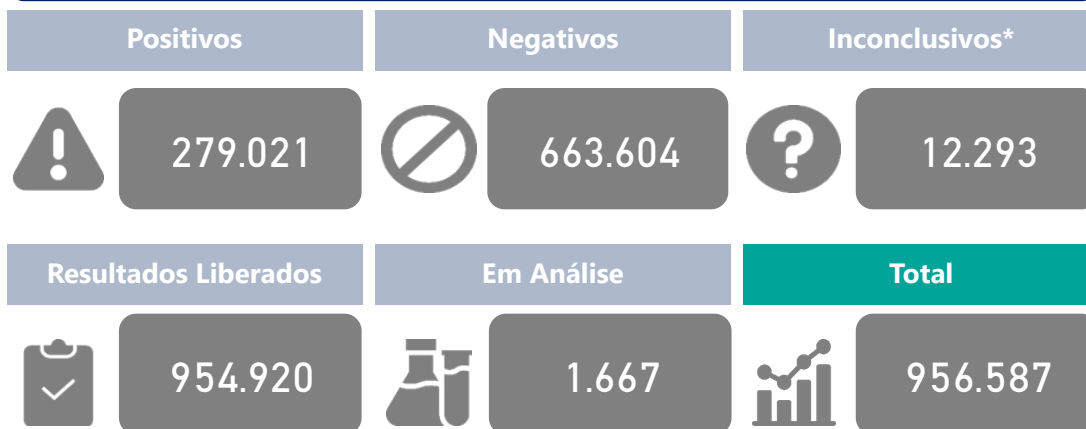 Positivos Negativos Inconclusivos*
279.021 663.604 12.293
Resultados Liberados Em Análise Total
954.920 1.667 956.587